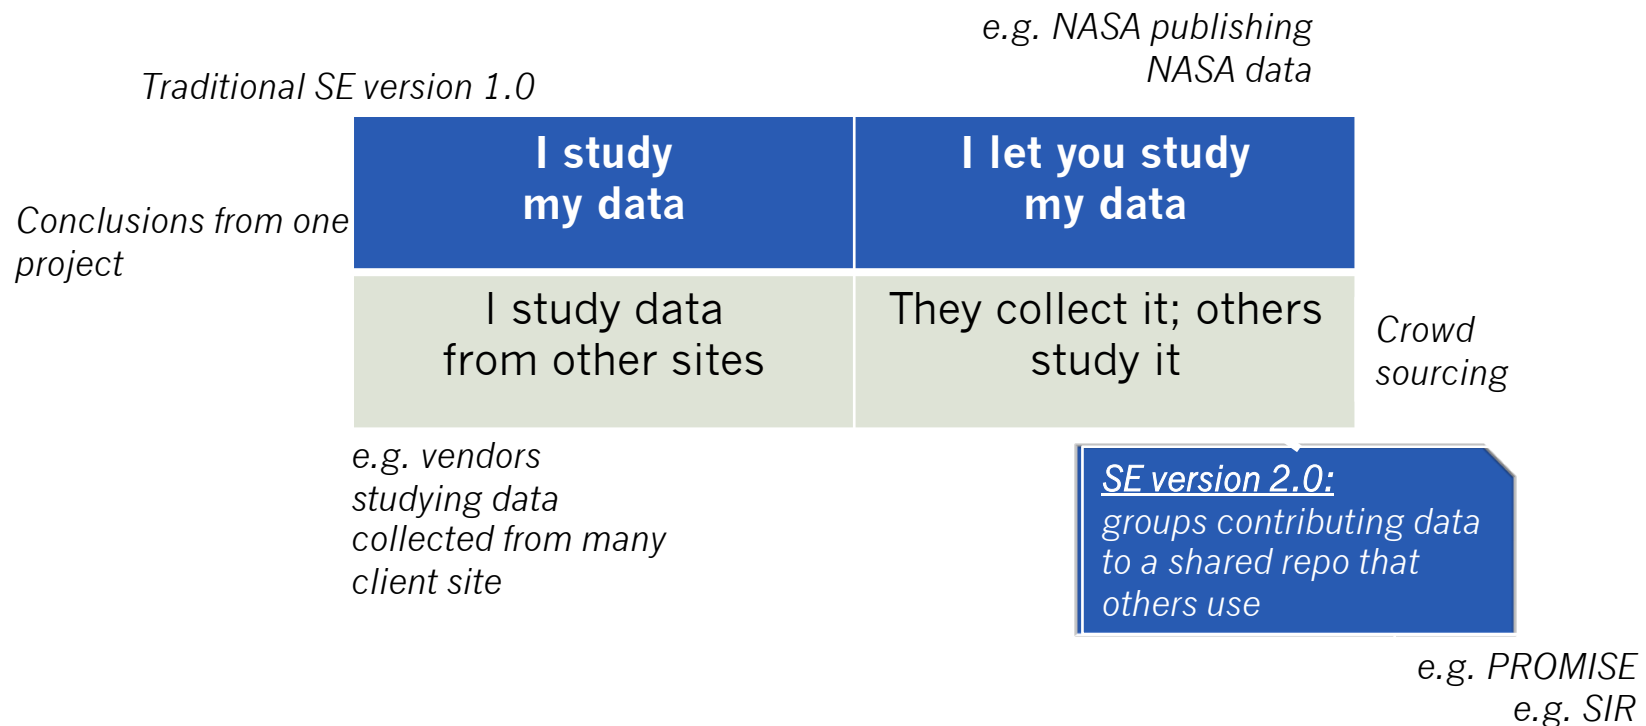 e.g. NASA publishing
NASA data
Traditional SE version 1.0
I study
my data
I let you study
my data
Conclusions from one
project
I study data
from other sites
They collect it; others
study it
Crowd
sourcing
e.g. vendors
studying data
collected from many
client site
SE version 2.0:
groups contributing data
to a shared repo that
others use
e.g. PROMISE
e.g. SIR